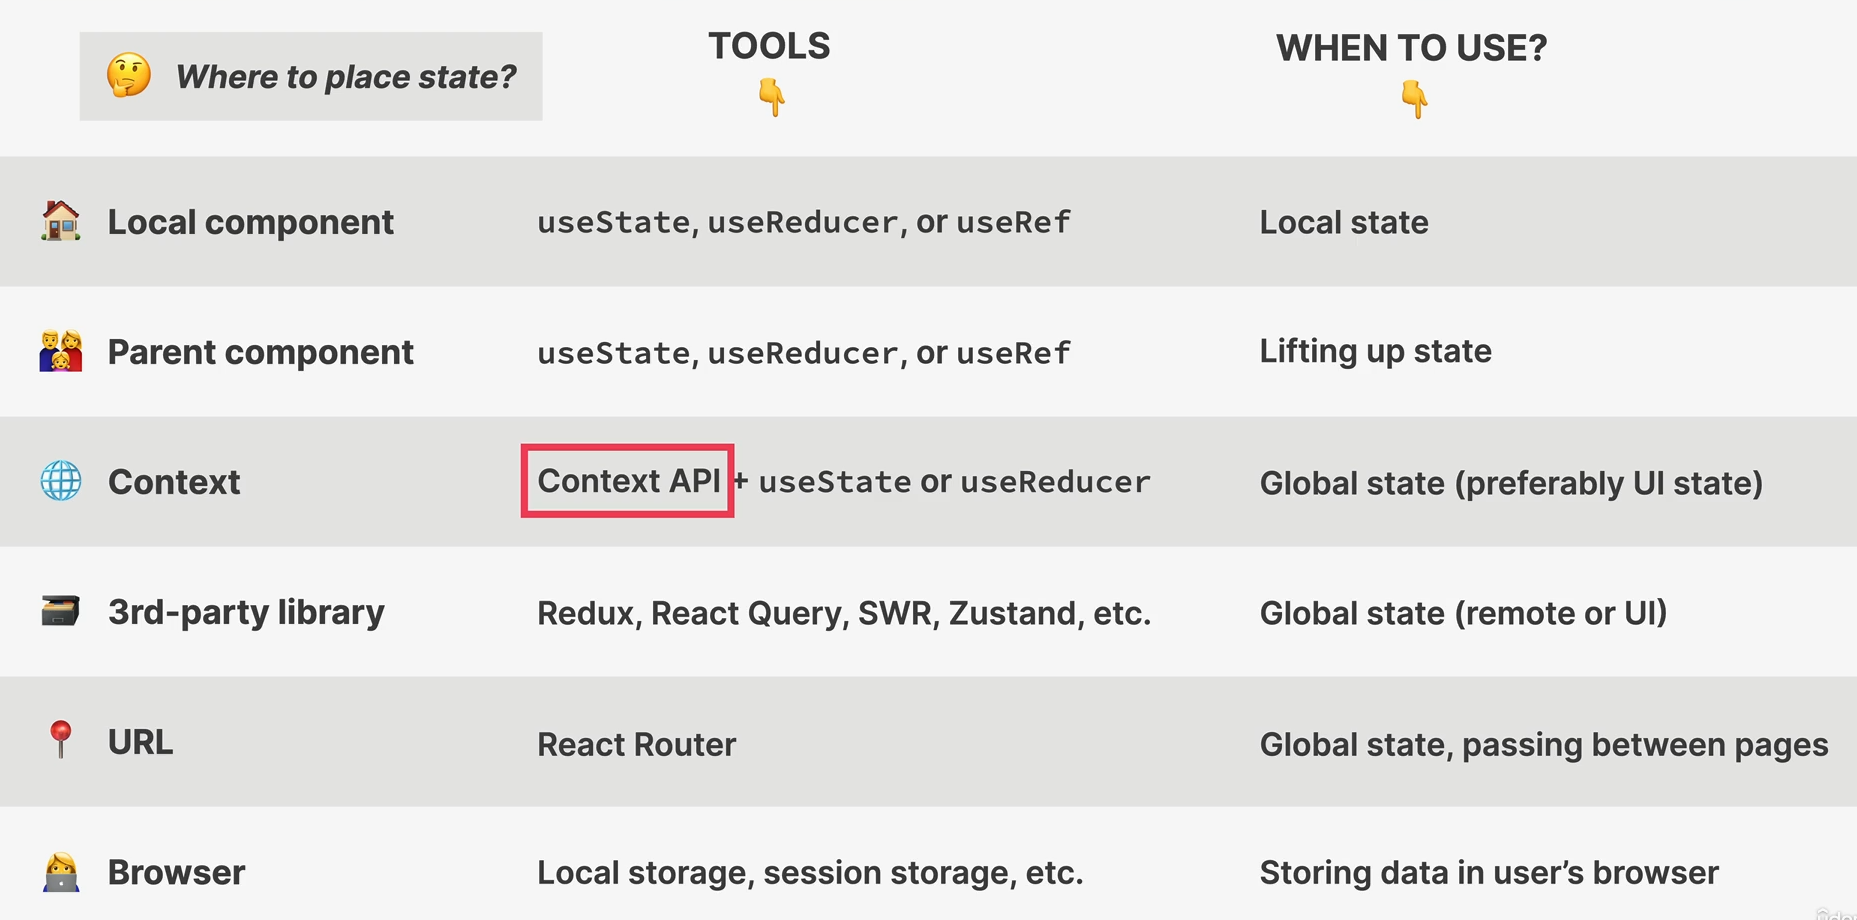 Where to place state?
TOOLS
WHEN TO USE?
Local component
useState, useReducer, or useRef
Local state
Parent component
useState, useReducer, or useRef
Lifting up state
Context
Context API + useState or useReducer
Global state (preferably UI state)
3rd-party library
Redux, React Query, SWR, Zustand, etc.
Global state (remote or UI)
URL
React Router
Global state, passing between pages
Browser
Local storage, session storage, etc.
Storing data in user’s browser